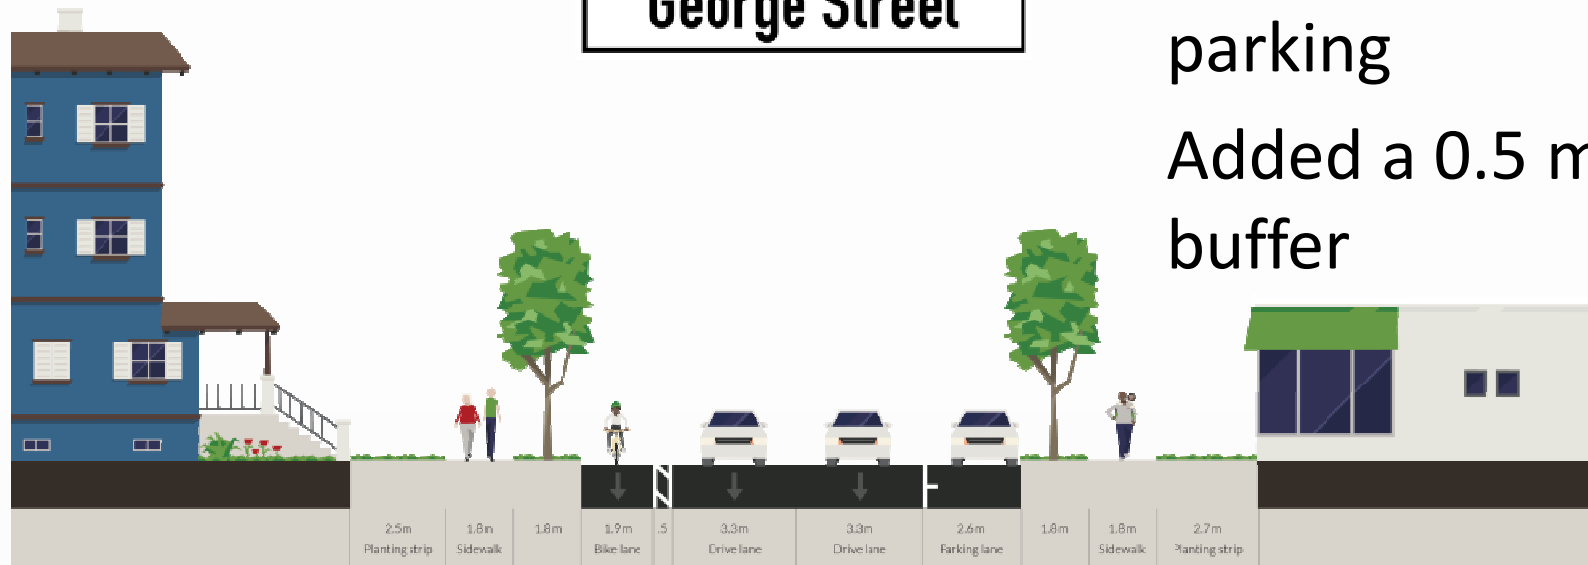 George Street
parking
Added a 0.5 m
buffer
2.5m
Planting strip
1.8m
Sidewalk
1.8m
1.9m
Bike lane
.5
3.3m
Drive lane
3.3m
Drive lane
2.6m
Parking lane
1.8m
1.8m
Sidewalk
2.7m
Planting strip